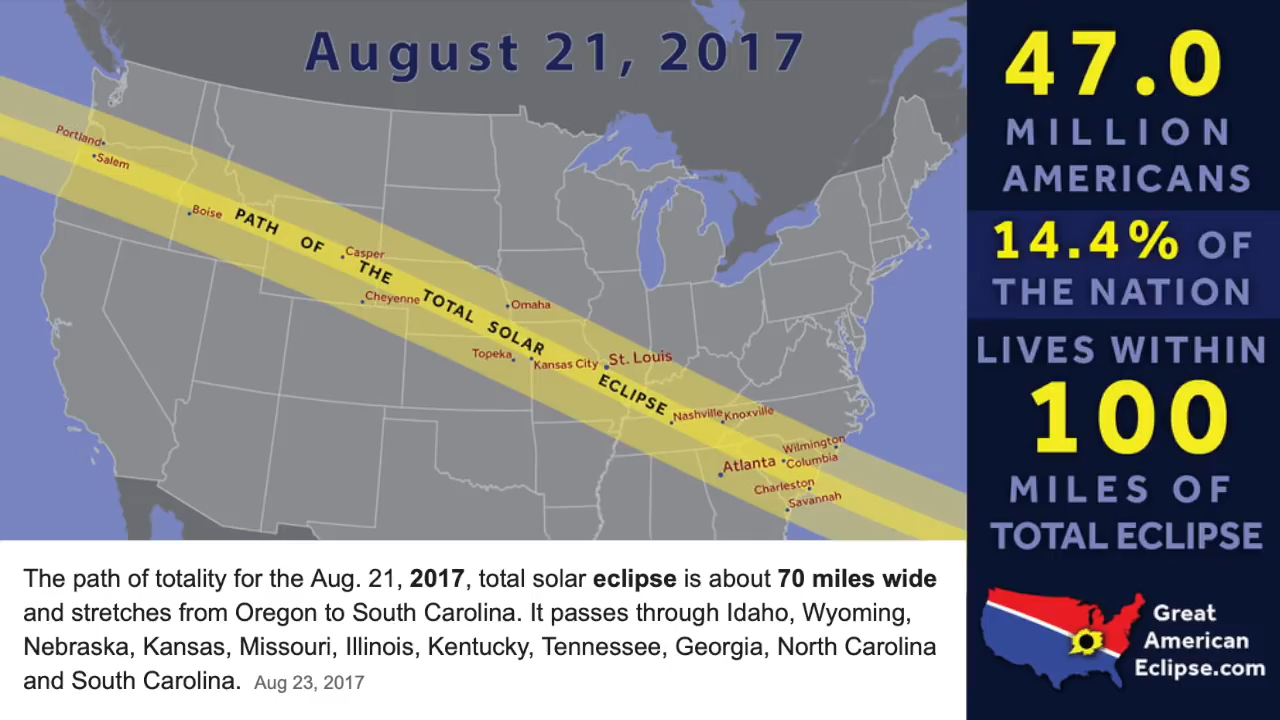 August 21, 2017
Portland
Salem
Boise
PATH OF THE TOTAL SOLAR ECLIPSE
Casper
Cheyenne
Omaha
Topeka
Kansas City
St. Louis
Nashville
Knoxville
Wilmington
Atlanta
Columbia
Charleston
Savannah
The path of totality for the Aug. 21, 2017, total solar eclipse is about 70 miles wide
and stretches from Oregon to South Carolina. It passes through Idaho, Wyoming,
Nebraska, Kansas, Missouri, Illinois, Kentucky, Tennessee, Georgia, North Carolina
and South Carolina. Aug 23, 2017
47.0
MILLION
AMERICANS
14.4% OF
THE NATION
LIVES WITHIN
100
MILES OF
TOTAL ECLIPSE
Great
American
Eclipse.com